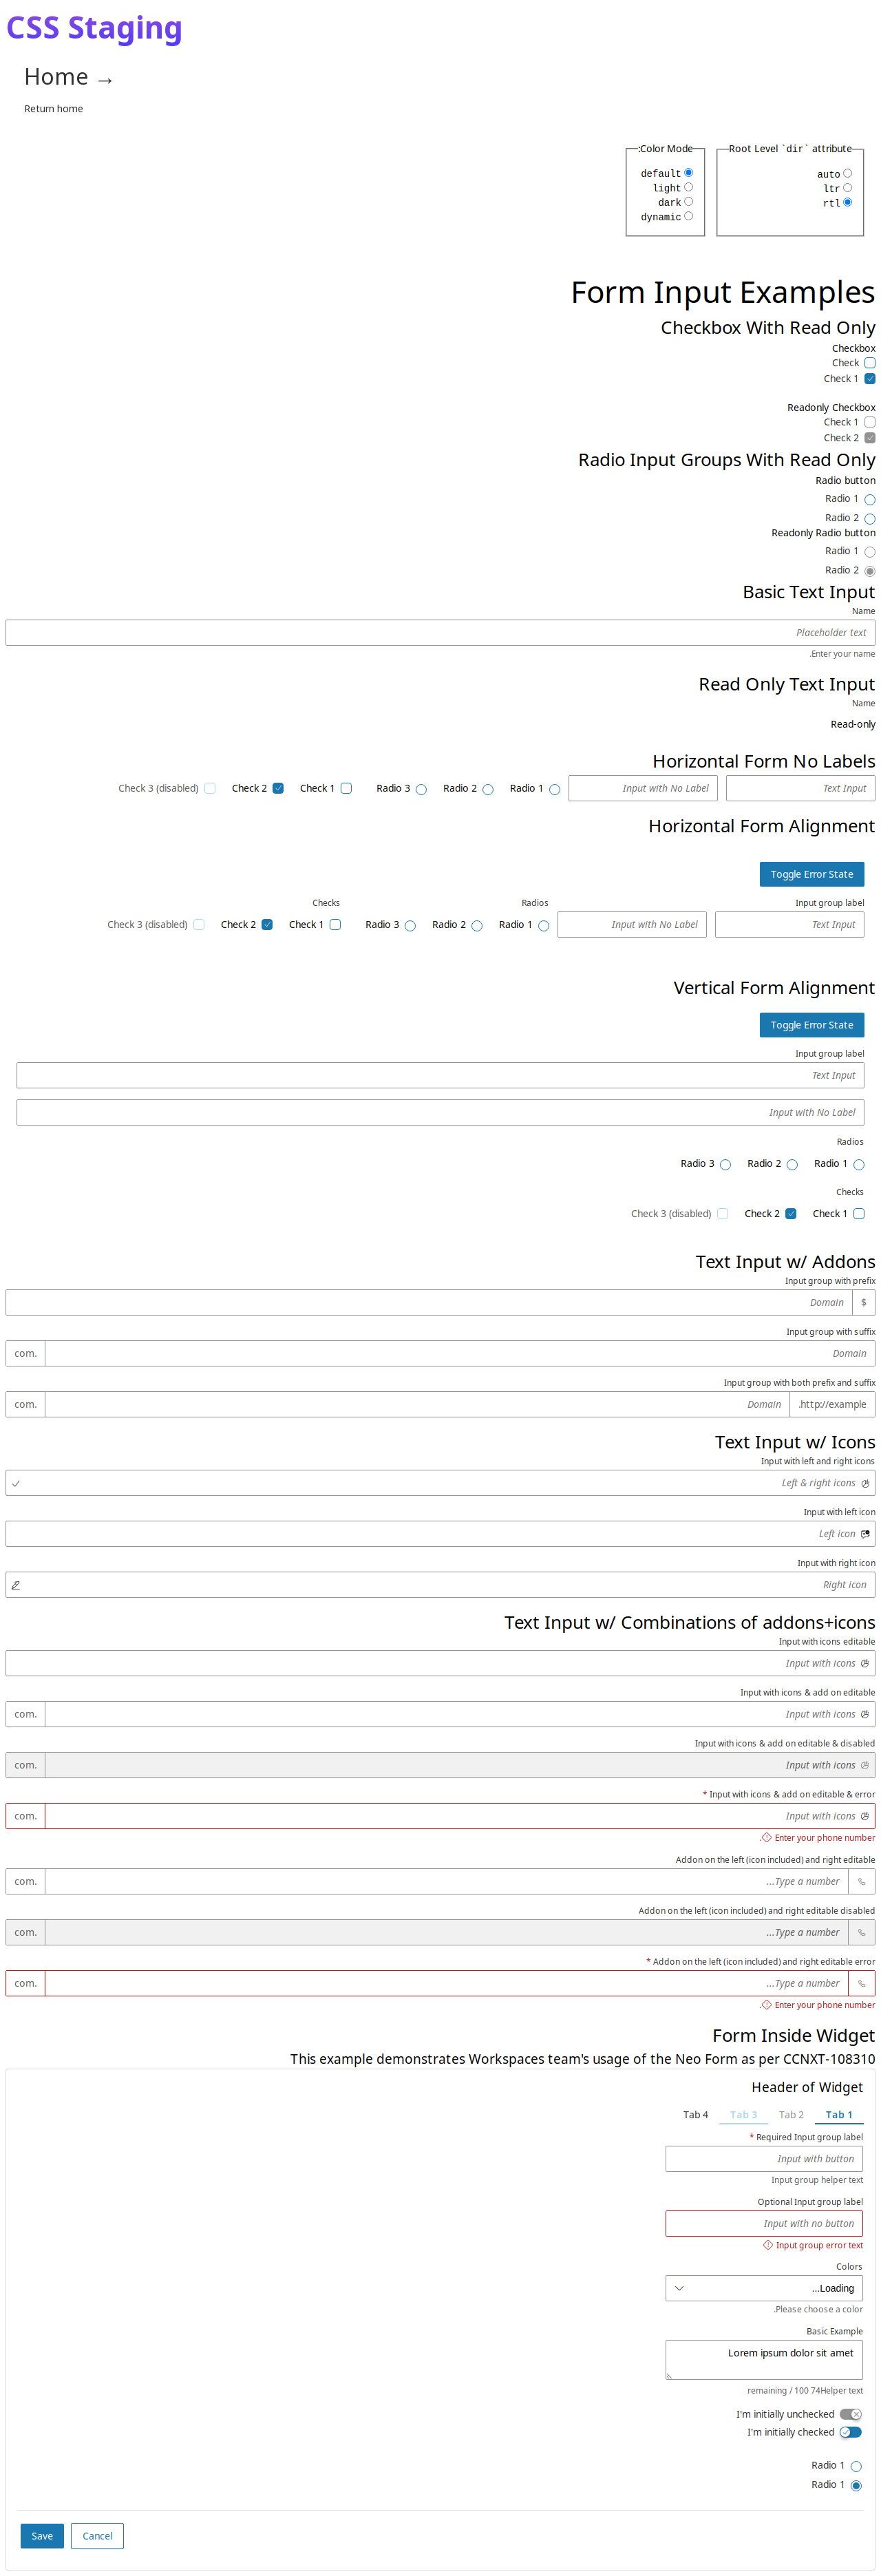 CSS Staging
Home →
Return home
Root Level `dir` attribute
auto
ltr
rtl
:Color Mode
default
light
dark
dynamic
Form Input Examples
Checkbox With Read Only
Checkbox
Check
Check 1
Readonly Checkbox
Check 1
Check 2
Radio Input Groups With Read Only
Radio button
Radio 1
Radio 2
Readonly Radio button
Radio 1
Radio 2
Basic Text Input
Name
Placeholder text
.Enter your name
Read Only Text Input
Name
Read-only
Horizontal Form No Labels
Check 3 (disabled) Check 2 Check 1 Radio 3 Radio 2 Radio 1 Input with No Label Text Input
Horizontal Form Alignment
Toggle Error State
Checks Radios Input group label
Check 3 (disabled) Check 2 Check 1 Radio 3 Radio 2 Radio 1 Input with No Label Text Input
Vertical Form Alignment
Toggle Error State
Input group label
Text Input
Input with No Label
Radios
Radio 3 Radio 2 Radio 1
Checks
Check 3 (disabled) Check 2 Check 1
Text Input w/ Addons
Input group with prefix
Domain $
Input group with suffix
com. Domain
Input group with both prefix and suffix
com. Domain .http://example
Text Input w/ Icons
Input with left and right icons
Left & right icons
Input with left icon
Left icon
Input with right icon
Right icon
Text Input w/ Combinations of addons+icons
Input with icons editable
Input with icons
Input with icons & add on editable
com. Input with icons
Input with icons & add on editable & disabled
com. Input with icons
* Input with icons & add on editable & error
com. Input with icons
. Enter your phone number
Addon on the left (icon included) and right editable
com. ...Type a number
Addon on the left (icon included) and right editable disabled
com. ...Type a number
* Addon on the left (icon included) and right editable error
com. ...Type a number
. Enter your phone number
Form Inside Widget
This example demonstrates Workspaces team's usage of the Neo Form as per CCNXT-108310
Header of Widget
Tab 4 Tab 3 Tab 2 Tab 1
* Required Input group label
Input with button
Input group helper text
Optional Input group label
Input with no button
Input group error text
Colors
...Loading
.Please choose a color
Basic Example
Lorem ipsum dolor sit amet
remaining / 100 74Helper text
I'm initially unchecked
I'm initially checked
Radio 1
Radio 1
Save Cancel